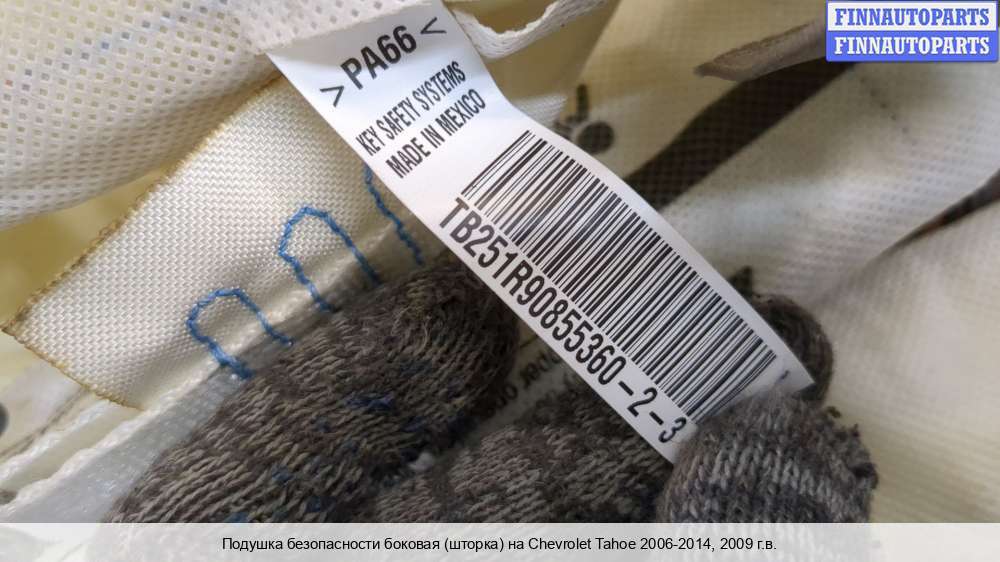 FINNAUTOPARTS
FINNAUTOPARTS
>PA66<
KEY SAFETY SYSTEMS
MADE IN MEXICO
TB251R90855360-2-3
Подушка безопасности боковая (шторка) на Chevrolet Tahoe 2006-2014, 2009 г.в.